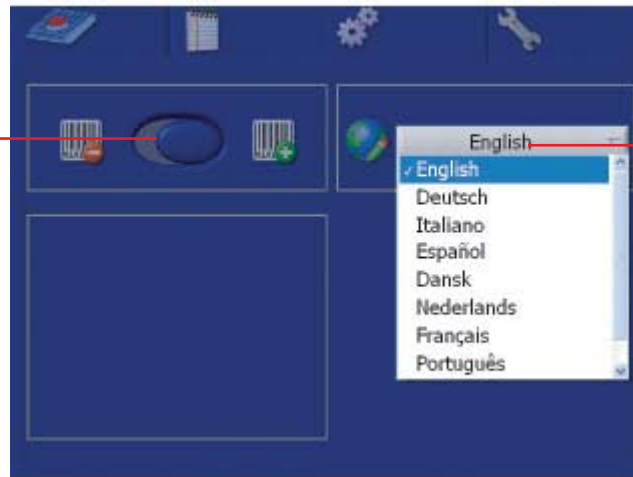 English
✓English
Deutsch
Italiano
Español
Dansk
Nederlands
Français
Português